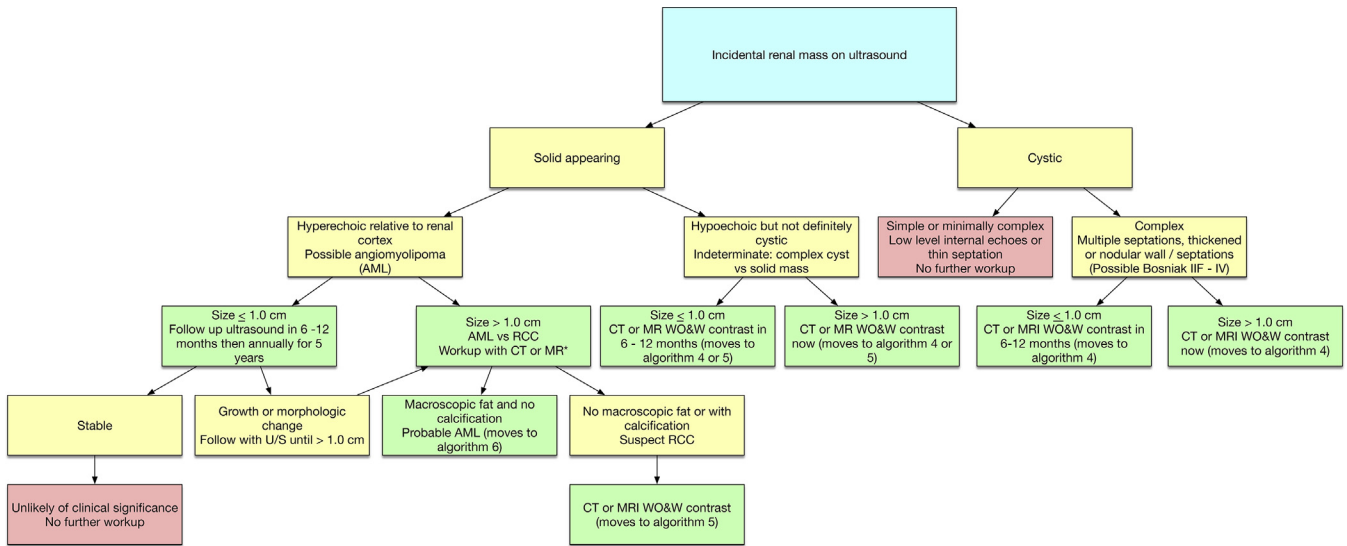 Incidental renal mass on ultrasound
Solid appearing
Cystic
Hyperechoic relative to renal
cortex
Possible angiomyolipoma
(AML)
Hypoechoic but not definitely
cystic
Indeterminate: complex cyst
vs solid mass
Simple or minimally complex
Low level internal echoes or
thin septation
No further workup
Complex
Multiple septations, thickened
or nodular wall / septations
(Possible Bosniak IIF - IV)
Size ≤ 1.0 cm
Follow up ultrasound in 6 -12
months then annually for 5
years
Size > 1.0 cm
AML vs RCC
Workup with CT or MR*
Size ≤ 1.0 cm
CT or MR WO&W contrast in
6 - 12 months (moves to
algorithm 4 or 5)
Size > 1.0 cm
CT or MR WO&W contrast
now (moves to algorithm 4 or
5)
Size ≤ 1.0 cm
CT or MRI WO&W contrast in
6-12 months (moves to
algorithm 4)
Size > 1.0 cm
CT or MRI WO&W contrast
now (moves to algorithm 4)
Stable
Growth or morphologic
change
Follow with U/S until > 1.0 cm
Macroscopic fat and no
calcification
Probable AML (moves to
algorithm 6)
No macroscopic fat or with
calcification
Suspect RCC
Unlikely of clinical significance
No further workup
CT or MRI WO&W contrast
(moves to algorithm 5)